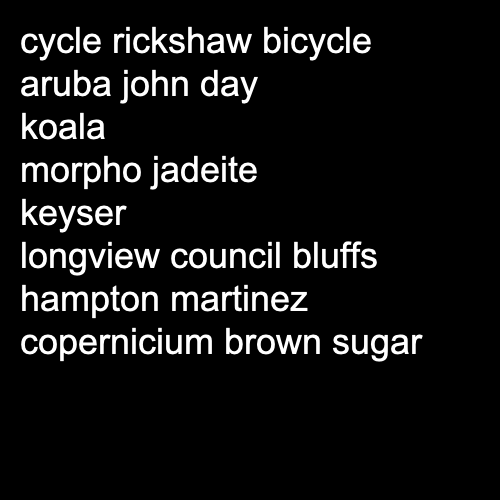 cycle rickshaw bicycle
aruba john day
koala
morpho jadeite
keyser
longview council bluffs
hampton martinez
copernicium brown sugar